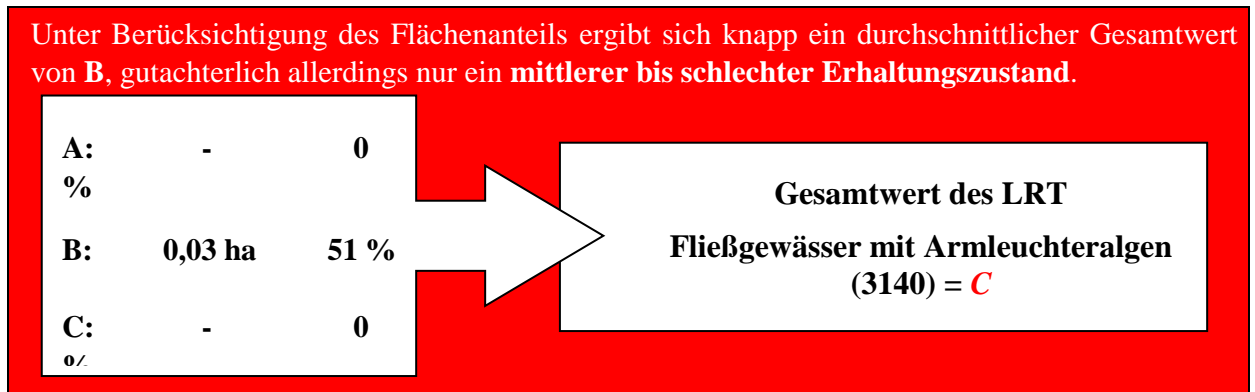 Unter Berücksichtigung des Flächenanteils ergibt sich knapp ein durchschnittlicher Gesamtwert
von B, gutachterlich allerdings nur ein mittlerer bis schlechter Erhaltungszustand.
A: - 0
%
B: 0,03 ha 51 %
C: - 0
%
Gesamtwert des LRT
Fließgewässer mit Armleuchteralgen
(3140) = C